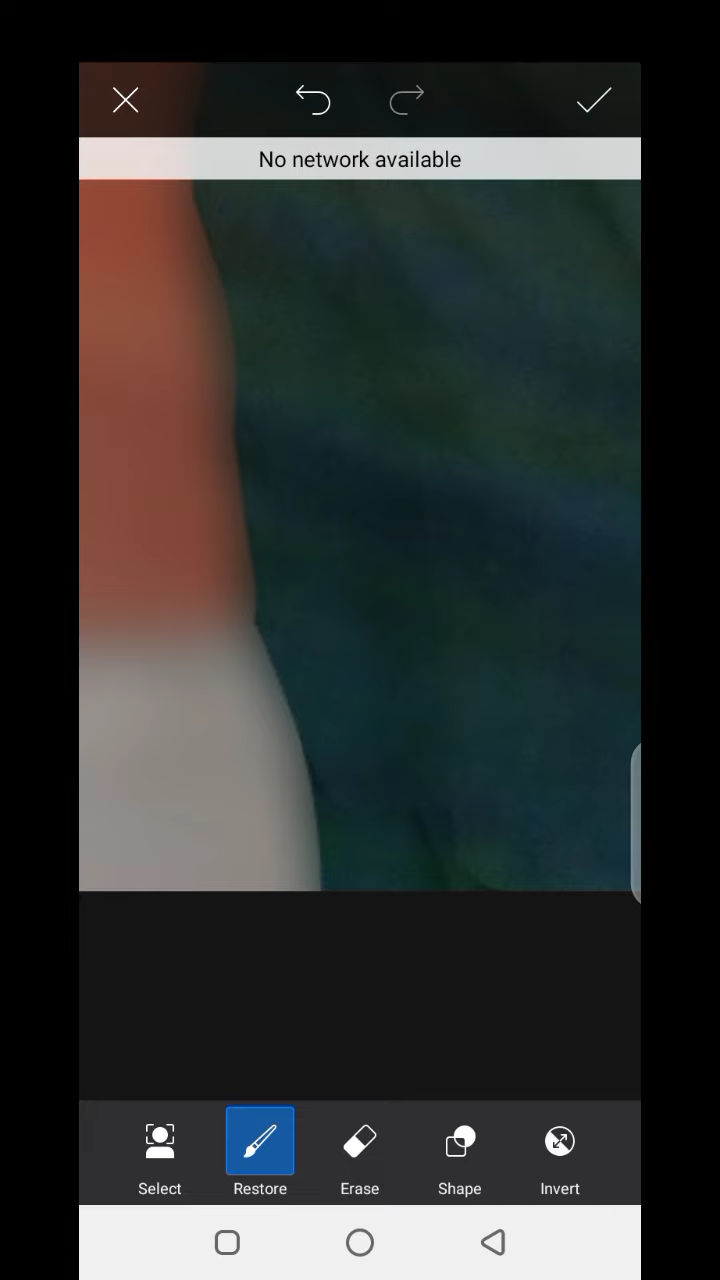 No network available
Select
Restore
Erase
Shape
Invert